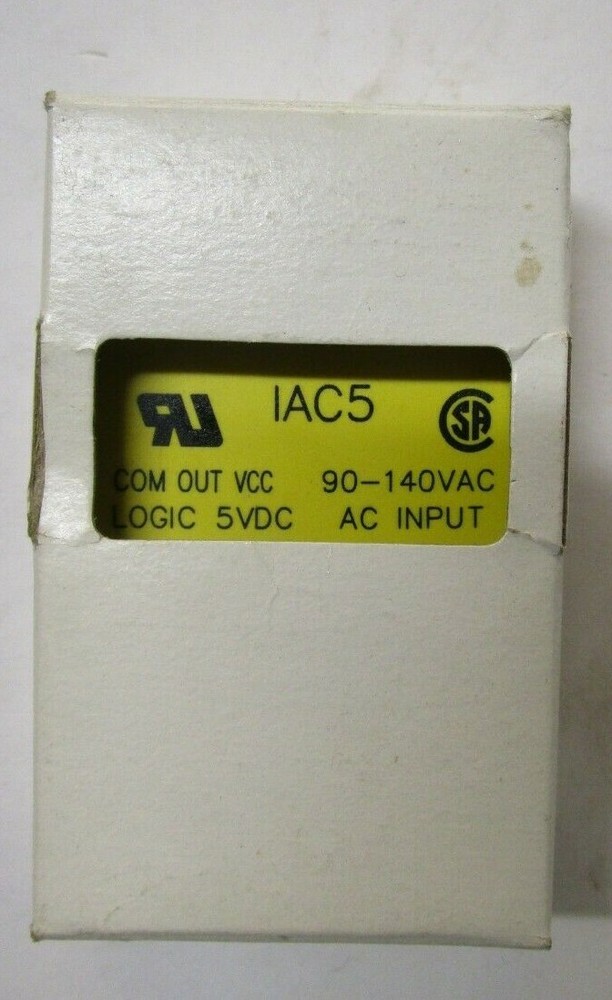 IAC5
COM OUT VCC 90-140VAC
LOGIC 5VDC AC INPUT